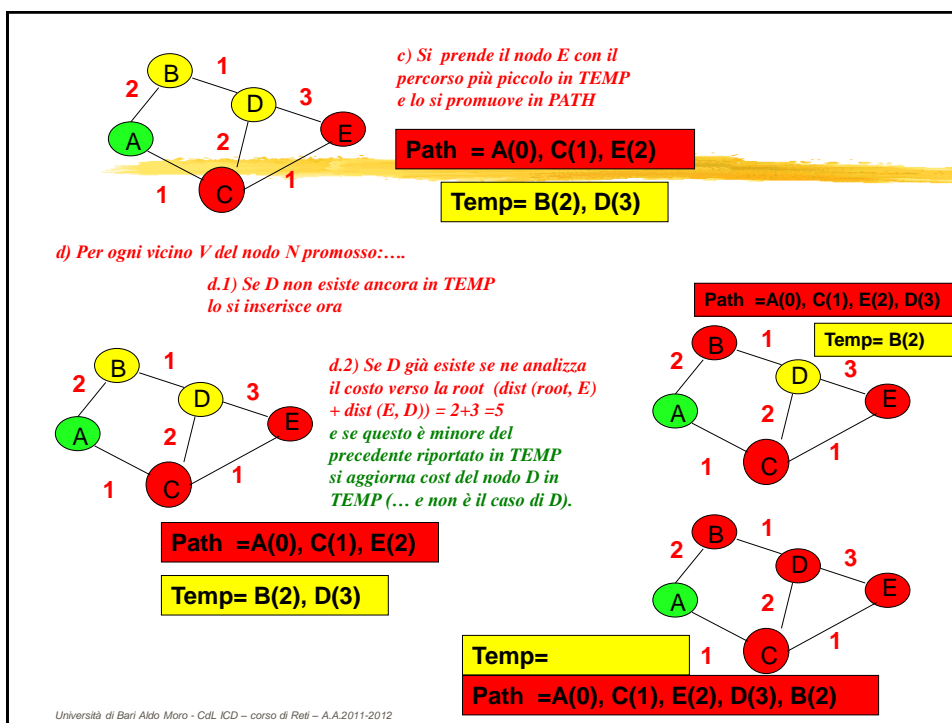 c) Si prende il nodo E con il
percorso più piccolo in TEMP
e lo si promuove in PATH
B
1
2
D
3
A
E
2
1
C
1
Path = A(0), C(1), E(2)
Temp= B(2), D(3)
d) Per ogni vicino V del nodo N promosso:….
d.1) Se D non esiste ancora in TEMP
lo si inserisce ora
B
1
2
D
3
A
E
2
1
C
1
d.2) Se D già esiste se ne analizza
il costo verso la root (dist (root, E)
+ dist (E, D)) = 2+3 =5
e se questo è minore del
precedente riportato in TEMP
si aggiorna cost del nodo D in
TEMP (… e non è il caso di D).
Path =A(0), C(1), E(2)
Temp= B(2), D(3)
Path =A(0), C(1), E(2), D(3)
Temp= B(2)
B
1
2
D
3
A
E
2
1
C
1
B
1
2
D
3
A
E
2
1
C
1
Temp=
Path =A(0), C(1), E(2), D(3), B(2)
Università di Bari Aldo Moro - CdL ICD – corso di Reti – A.A.2011-2012